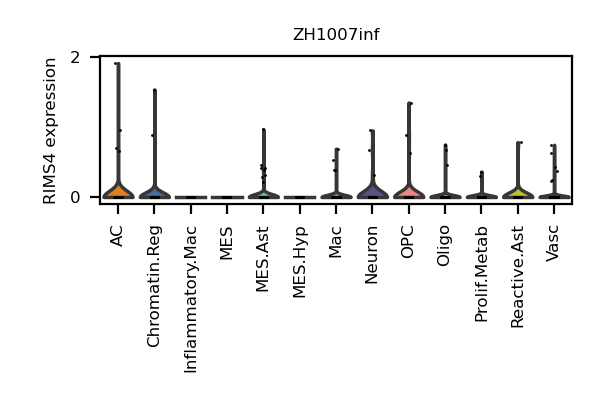 ZH1007inf
RIMS4 expression
2
0
AC
Chromatin.Reg
Inflammatory.Mac
MES
MES.Ast
MES.Hyp
Mac
Neuron
OPC
Oligo
Prolif.Metab
Reactive.Ast
Vasc